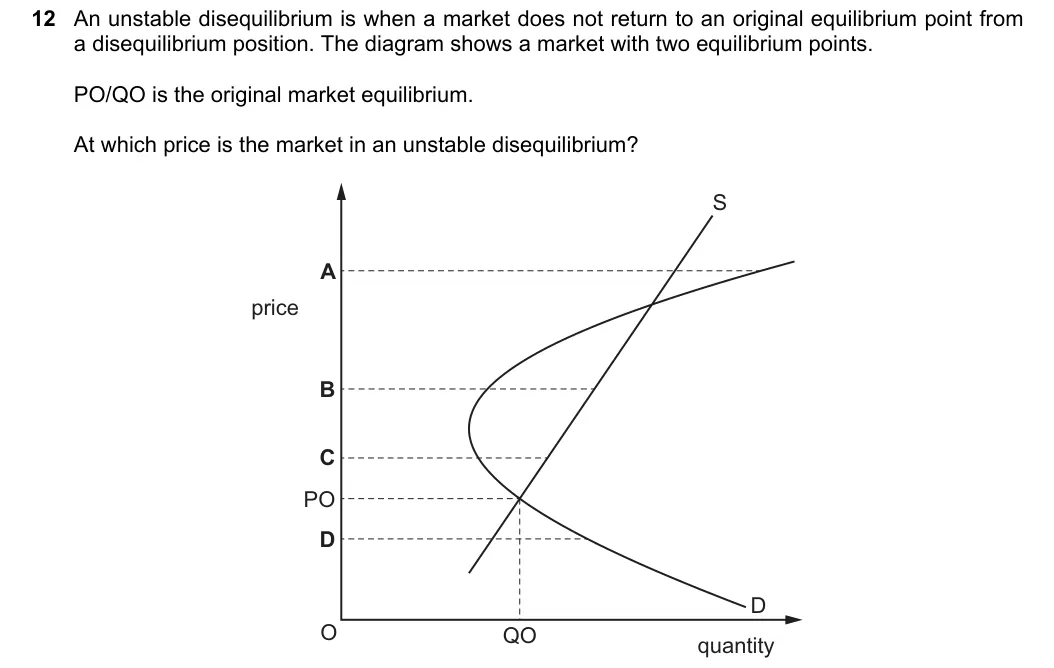 12 An unstable disequilibrium is when a market does not return to an original equilibrium point from
a disequilibrium position. The diagram shows a market with two equilibrium points.
PO/QO is the original market equilibrium.
At which price is the market in an unstable disequilibrium?
S
A
price
B
C
PO
D
D
O
QO
quantity